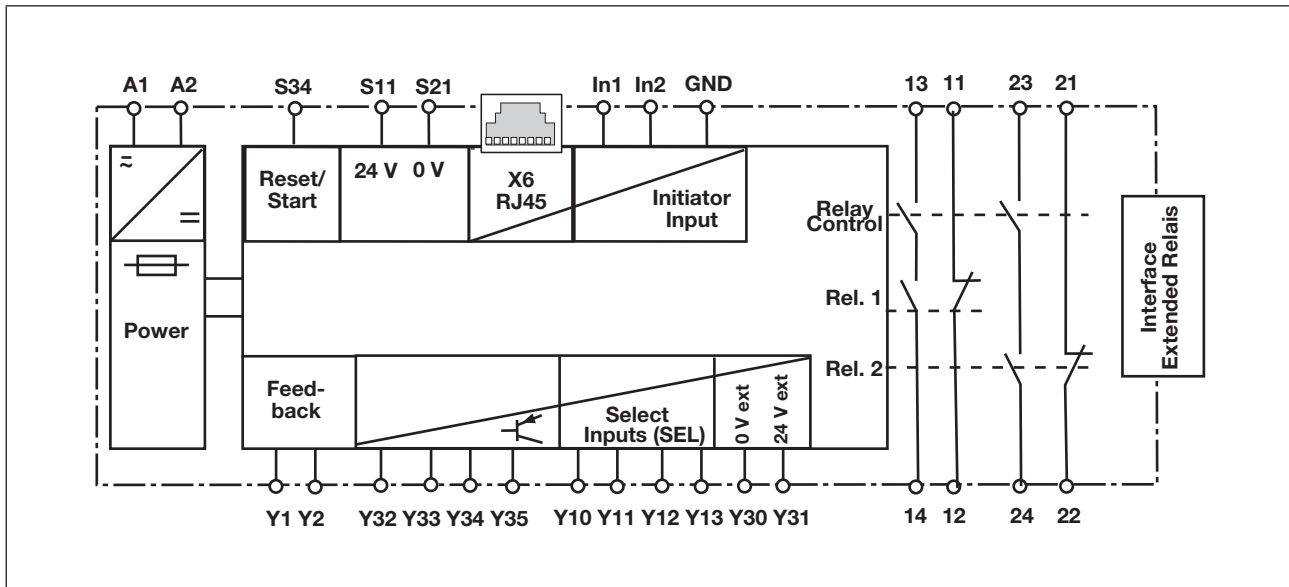 A1 A2 S34 S11 S21 In1 In2 GND 13 11 23 21
Reset/
Start
24 V 0 V
X6
RJ45
Initiator
Input
Relay
Control
Rel. 1
Rel. 2
Interface
Extended Relais
Power
Feed-
back
Select
Inputs (SEL)
0 V ext
24 V ext
Y1 Y2 Y32 Y33 Y34 Y35 Y10 Y11 Y12 Y13 Y30 Y31 14 12 24 22